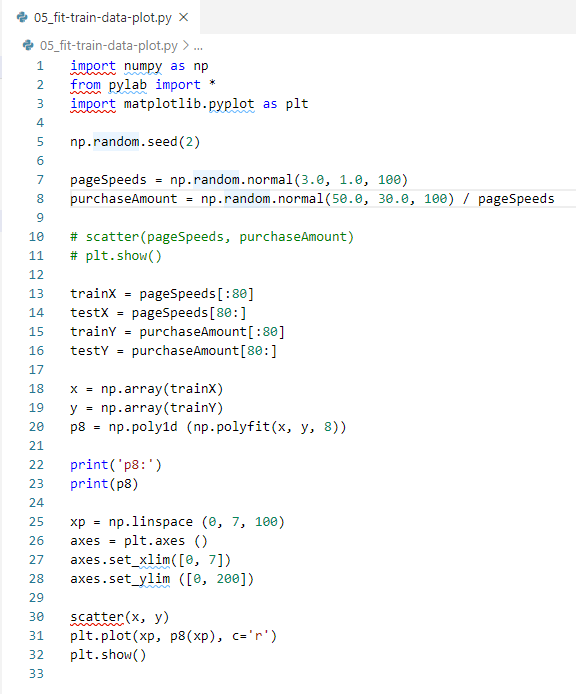 05_fit-train-data-plot.py ×
05_fit-train-data-plot.py > ...
1 import numpy as np
2 from pylab import *
3 import matplotlib.pyplot as plt
4
5 np.random.seed(2)
6
7 pageSpeeds = np.random.normal(3.0, 1.0, 100)
8 purchaseAmount = np.random.normal(50.0, 30.0, 100) / pageSpeeds
9
10 # scatter(pageSpeeds, purchaseAmount)
11 # plt.show()
12
13 trainX = pageSpeeds[:80]
14 testX = pageSpeeds[80:]
15 trainY = purchaseAmount[:80]
16 testY = purchaseAmount[80:]
17
18 x = np.array(trainX)
19 y = np.array(trainY)
20 p8 = np.poly1d (np.polyfit(x, y, 8))
21
22 print('p8:')
23 print(p8)
24
25 xp = np.linspace (0, 7, 100)
26 axes = plt.axes ()
27 axes.set_xlim([0, 7])
28 axes.set_ylim ([0, 200])
29
30 scatter(x, y)
31 plt.plot(xp, p8(xp), c='r')
32 plt.show()
33